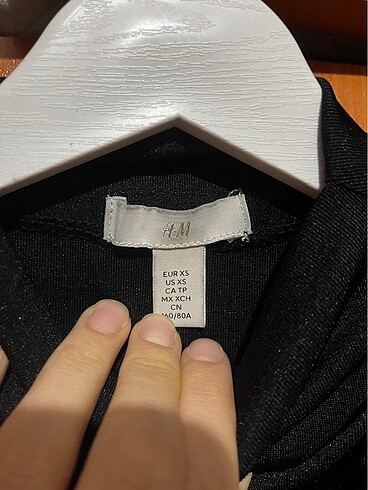 H&M
EUR XS
US XS
CA TP
MX XCH
CN
160/80A